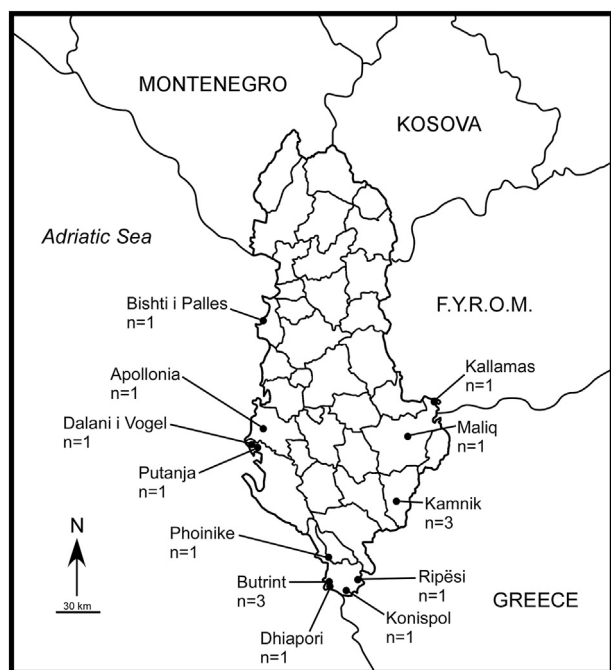 MONTENEGRO
KOSOVA
Adriatic Sea
F.Y.R.O.M.
Bishti i Palles
n=1
Kallamas
n=1
Apollonia
n=1
Dalani i Vogel
n=1
Maliq
n=1
Putanja
n=1
Kamnik
n=3
Phoinike
n=1
N
30 km
Butrint
n=3
Ripësi
n=1
Konispol
n=1
Dhiapori
n=1
GREECE